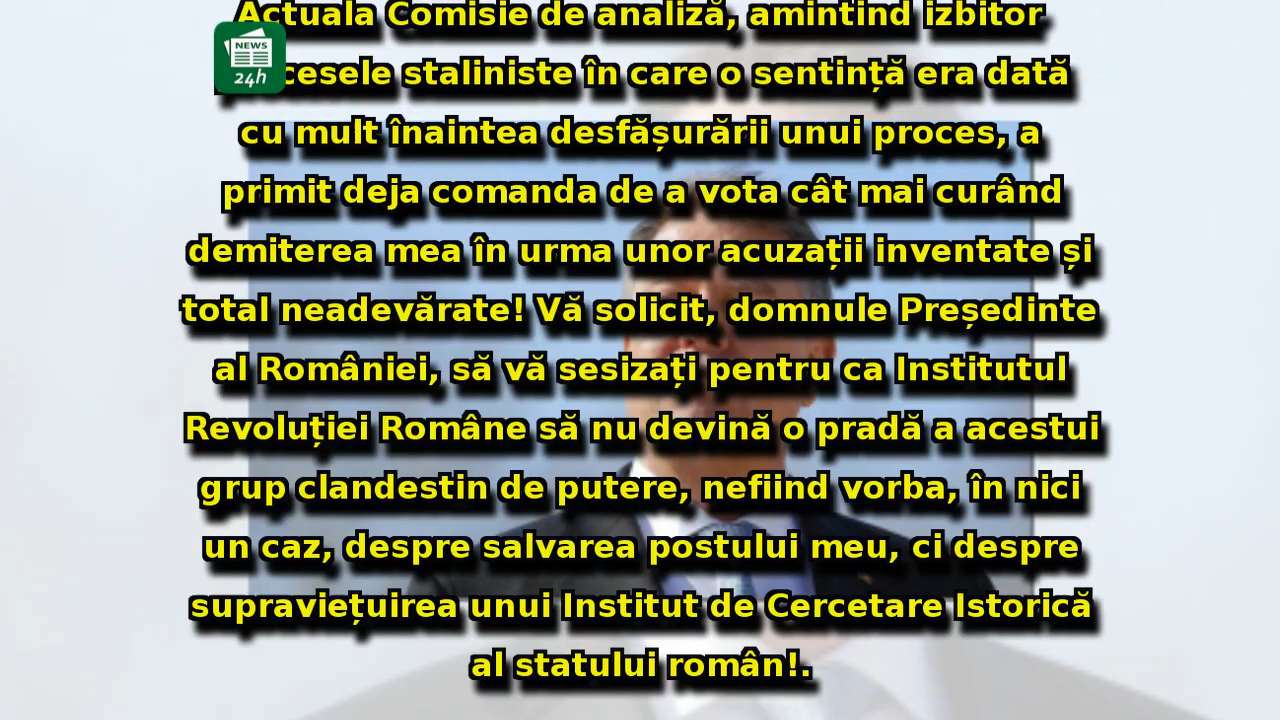 Actuala Comisie de analiză, amintind izbitor
NEWS
24h
cesele staliniste în care o sentință era dată
cu mult înaintea desfășurării unui proces, a
primit deja comanda de a vota cât mai curând
demiterea mea în urma unor acuzații inventate și
total neadevărate! Vă solicit, domnule Președinte
al României, să vă sesizați pentru ca Institutul
Revoluției Române să nu devină o pradă a acestui
grup clandestin de putere, nefiind vorba, în nici
un caz, despre salvarea postului meu, ci despre
supraviețuirea unui Institut de Cercetare Istorică
al statului român!.